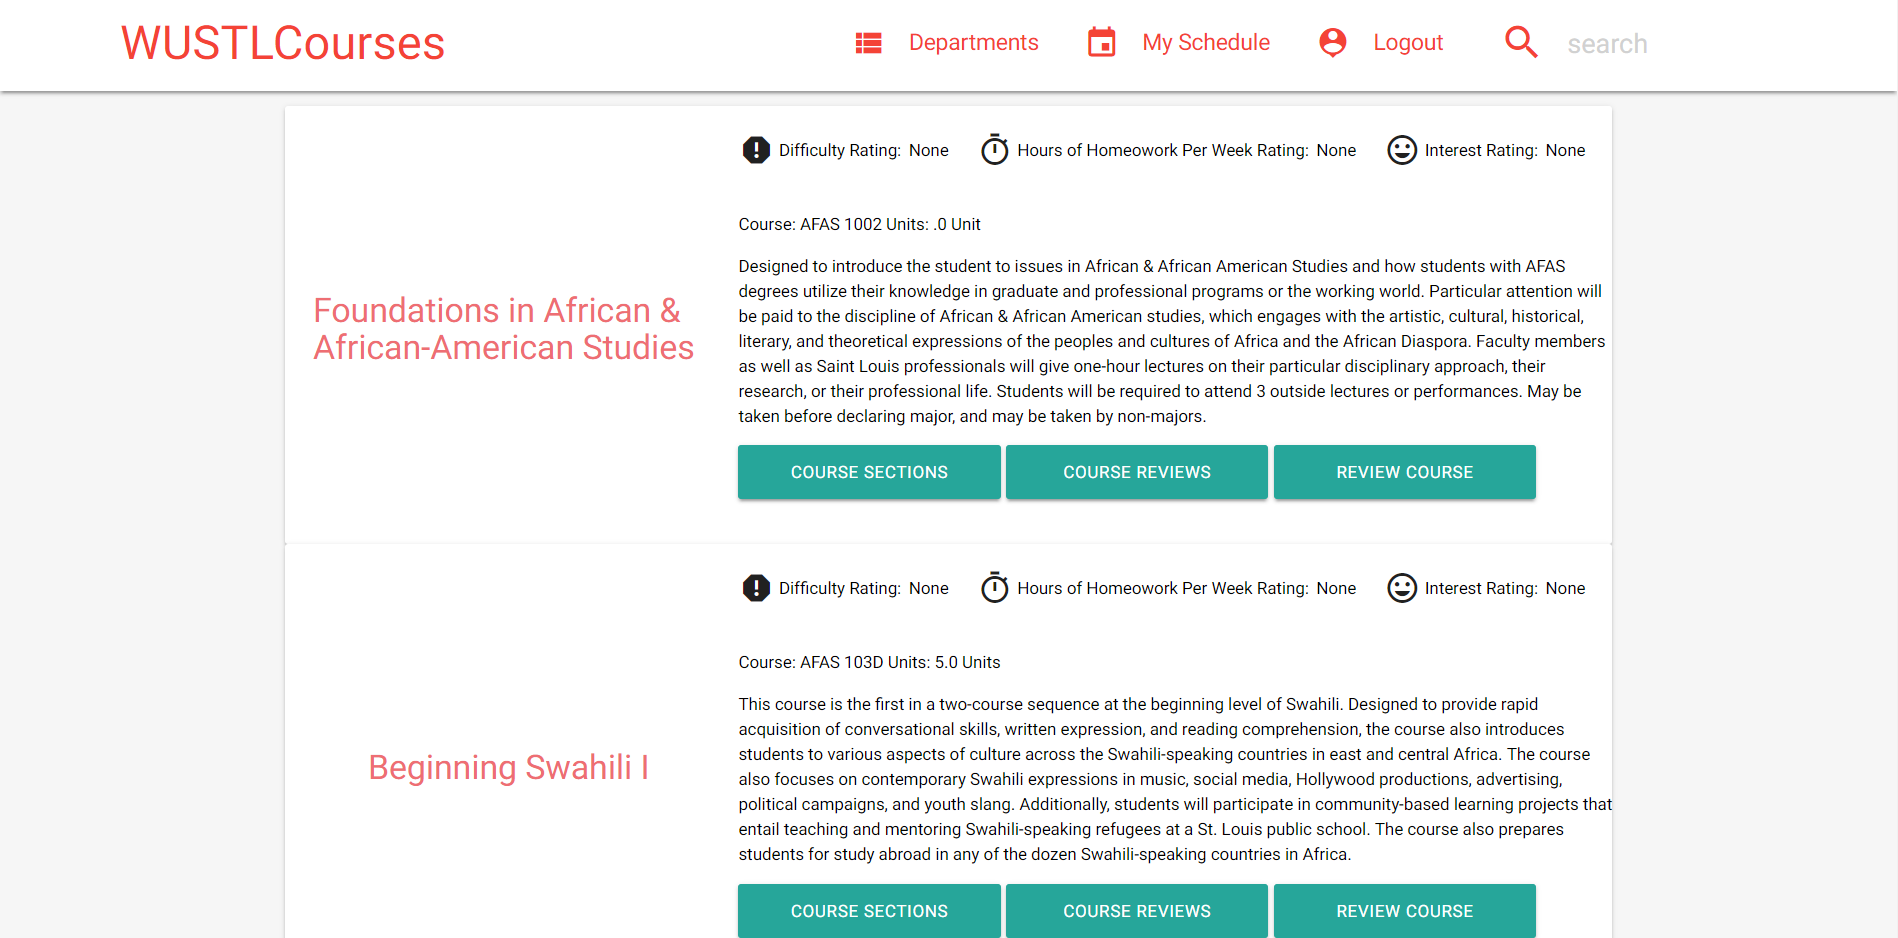 WUSTLCourses
Departments
My Schedule
Logout
search
Difficulty Rating: None
Hours of Homeowork Per Week Rating: None
Interest Rating: None
Foundations in African &
African-American Studies
Course: AFAS 1002 Units: .0 Unit
Designed to introduce the student to issues in African & African American Studies and how students with AFAS
degrees utilize their knowledge in graduate and professional programs or the working world. Particular attention will
be paid to the discipline of African & African American studies, which engages with the artistic, cultural, historical,
literary, and theoretical expressions of the peoples and cultures of Africa and the African Diaspora. Faculty members
as well as Saint Louis professionals will give one-hour lectures on their particular disciplinary approach, their
research, or their professional life. Students will be required to attend 3 outside lectures or performances. May be
taken before declaring major, and may be taken by non-majors.
COURSE SECTIONS
COURSE REVIEWS
REVIEW COURSE
Difficulty Rating: None
Hours of Homeowork Per Week Rating: None
Interest Rating: None
Beginning Swahili I
Course: AFAS 103D Units: 5.0 Units
This course is the first in a two-course sequence at the beginning level of Swahili. Designed to provide rapid
acquisition of conversational skills, written expression, and reading comprehension, the course also introduces
students to various aspects of culture across the Swahili-speaking countries in east and central Africa. The course
also focuses on contemporary Swahili expressions in music, social media, Hollywood productions, advertising,
political campaigns, and youth slang. Additionally, students will participate in community-based learning projects that
entail teaching and mentoring Swahili-speaking refugees at a St. Louis public school. The course also prepares
students for study abroad in any of the dozen Swahili-speaking countries in Africa.
COURSE SECTIONS
COURSE REVIEWS
REVIEW COURSE